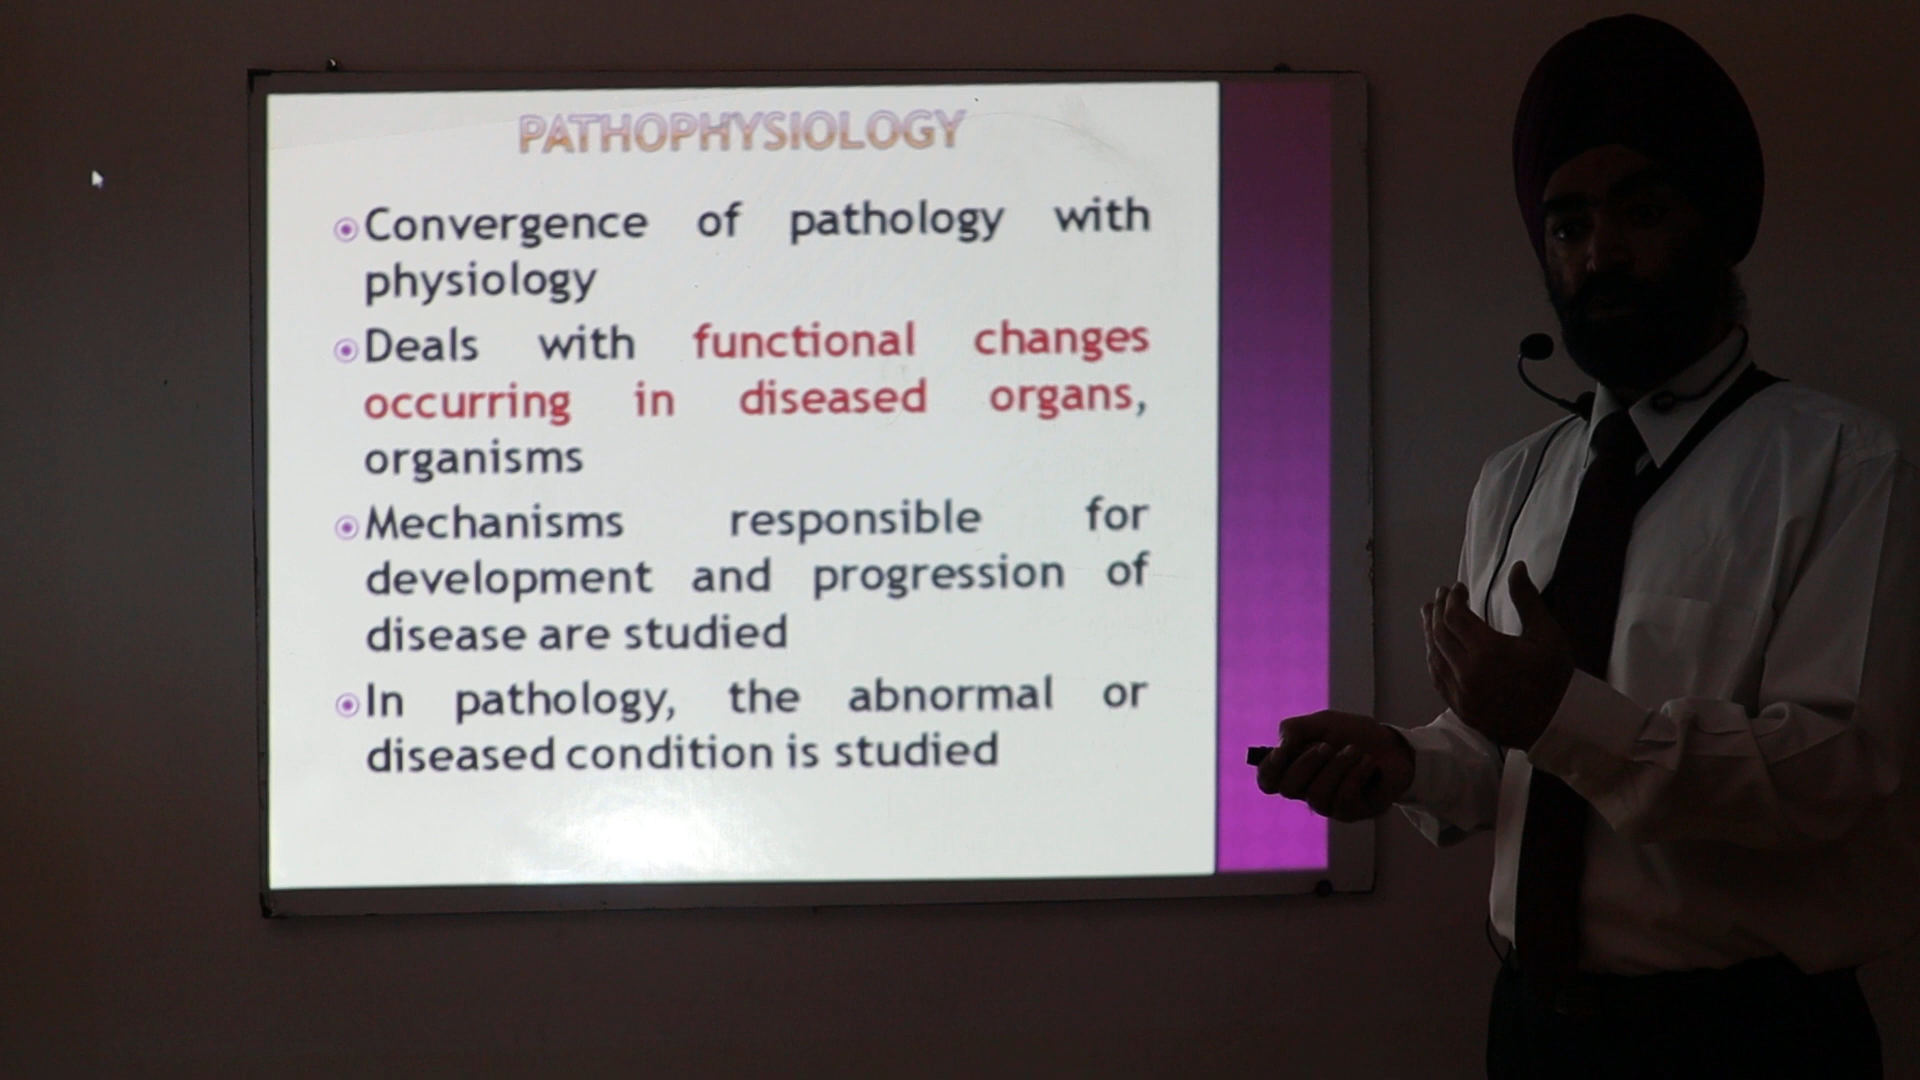 PATHOPHYSIOLOGY
Convergence of pathology with
physiology
Deals with functional changes
occurring in diseased organs,
organisms
Mechanisms responsible for
development and progression of
disease are studied
In pathology, the abnormal or
diseased condition is studied